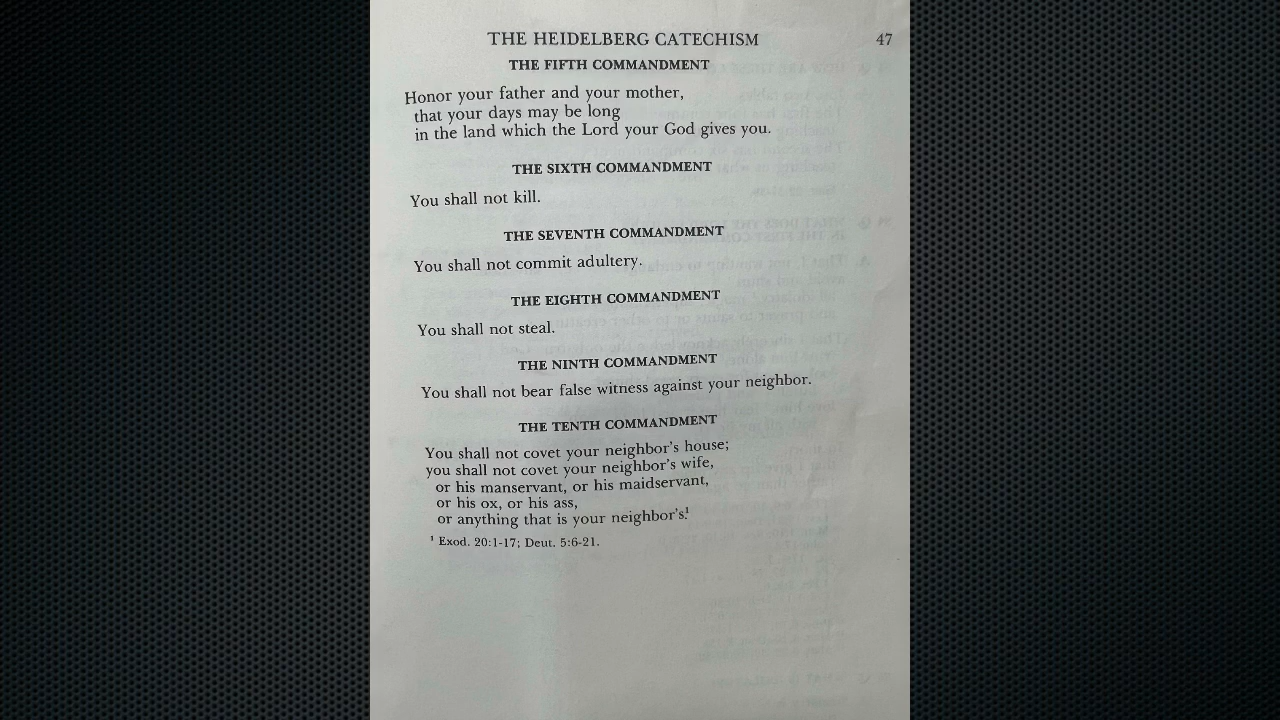 THE HEIDELBERG CATECHISM 47
THE FIFTH COMMANDMENT
Honor your father and your mother,
that your days may be long
in the land which the Lord your God gives you.
THE SIXTH COMMANDMENT
You shall not kill.
THE SEVENTH COMMANDMENT
You shall not commit adultery.
THE EIGHTH COMMANDMENT
You shall not steal.
THE NINTH COMMANDMENT
You shall not bear false witness against your neighbor.
THE TENTH COMMANDMENT
You shall not covet your neighbor's house;
you shall not covet your neighbor's wife,
or his manservant, or his maidservant,
or his ox, or his ass,
or anything that is your neighbor's.¹
¹ Exod. 20:1-17; Deut. 5:6-21.